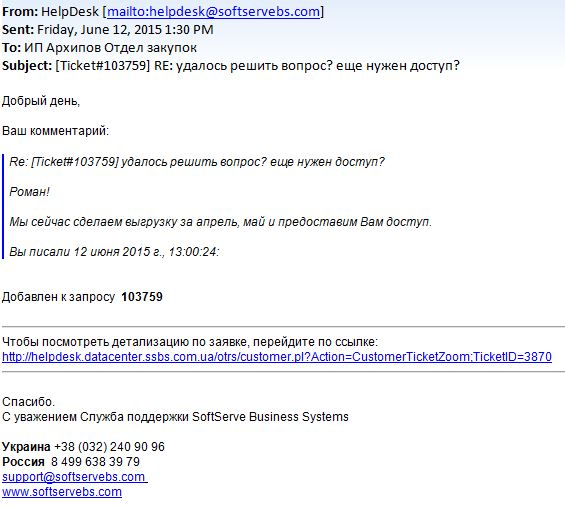 From: HelpDesk [mailto:helpdesk@softservebs.com]
Sent: Friday, June 12, 2015 1:30 PM
To: ИП Архипов Отдел закупок
Subject: [Ticket#103759] RE: удалось решить вопрос? еще нужен доступ?
Добрый день,
Ваш комментарий:
Re: [Ticket#103759] удалось решить вопрос? еще нужен доступ?
Роман!
Мы сейчас сделаем выгрузку за апрель, май и предоставим Вам доступ.
Вы писали 12 июня 2015 г., 13:00:24:
Добавлен к запросу 103759
Чтобы посмотреть детализацию по заявке, перейдите по ссылке:
http://helpdesk.datacenter.ssbs.com.ua/otrs/customer.pl?Action=CustomerTicketZoom;TicketID=3870
Спасибо.
С уважением Служба поддержки SoftServe Business Systems
Украина +38 (032) 240 90 96
Россия 8 499 638 39 79
support@softservebs.com
www.softservebs.com